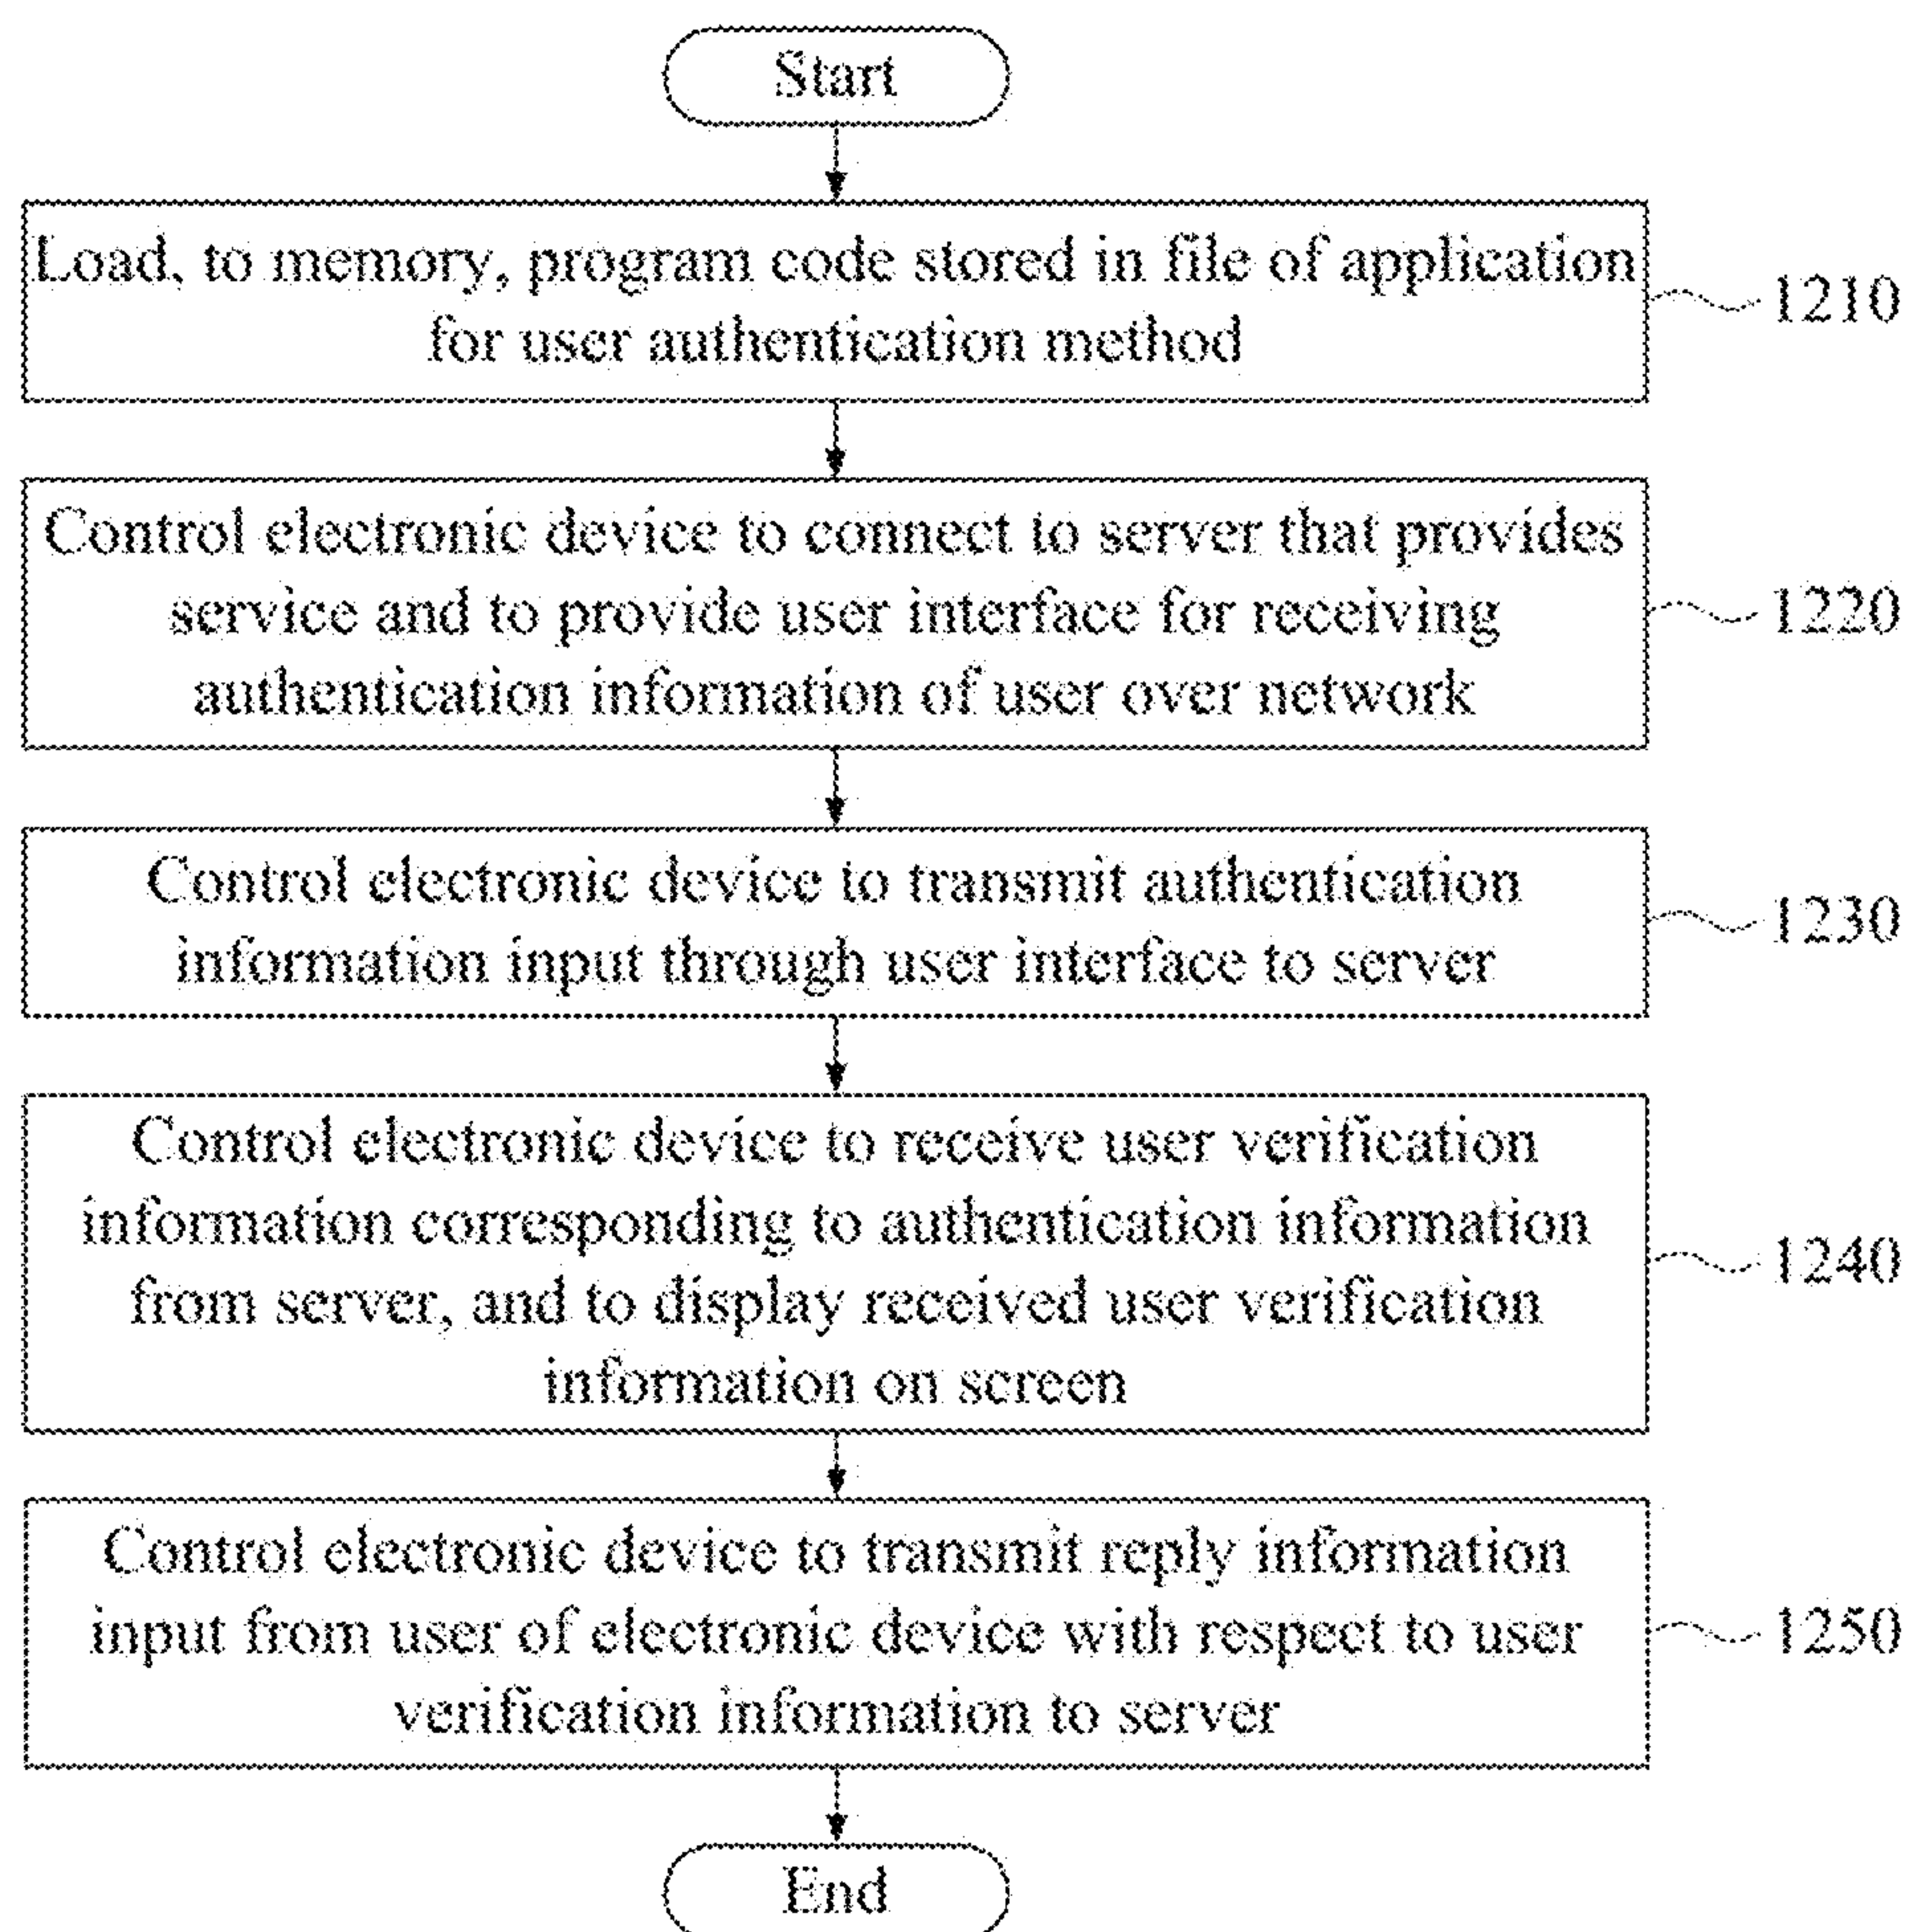 Start
Load, to memory, program code stored in file of application
for user authentication method
1210
Control electronic device to connect to server that provides
service and to provide user interface for receiving
authentication information of user over network
1220
Control electronic device to transmit authentication
information input through user interface to server
1230
Control electronic device to receive user verification
information corresponding to authentication information
from server, and to display received user verification
information on screen
1240
Control electronic device to transmit reply information
input from user of electronic device with respect to user
verification information to server
1250
End